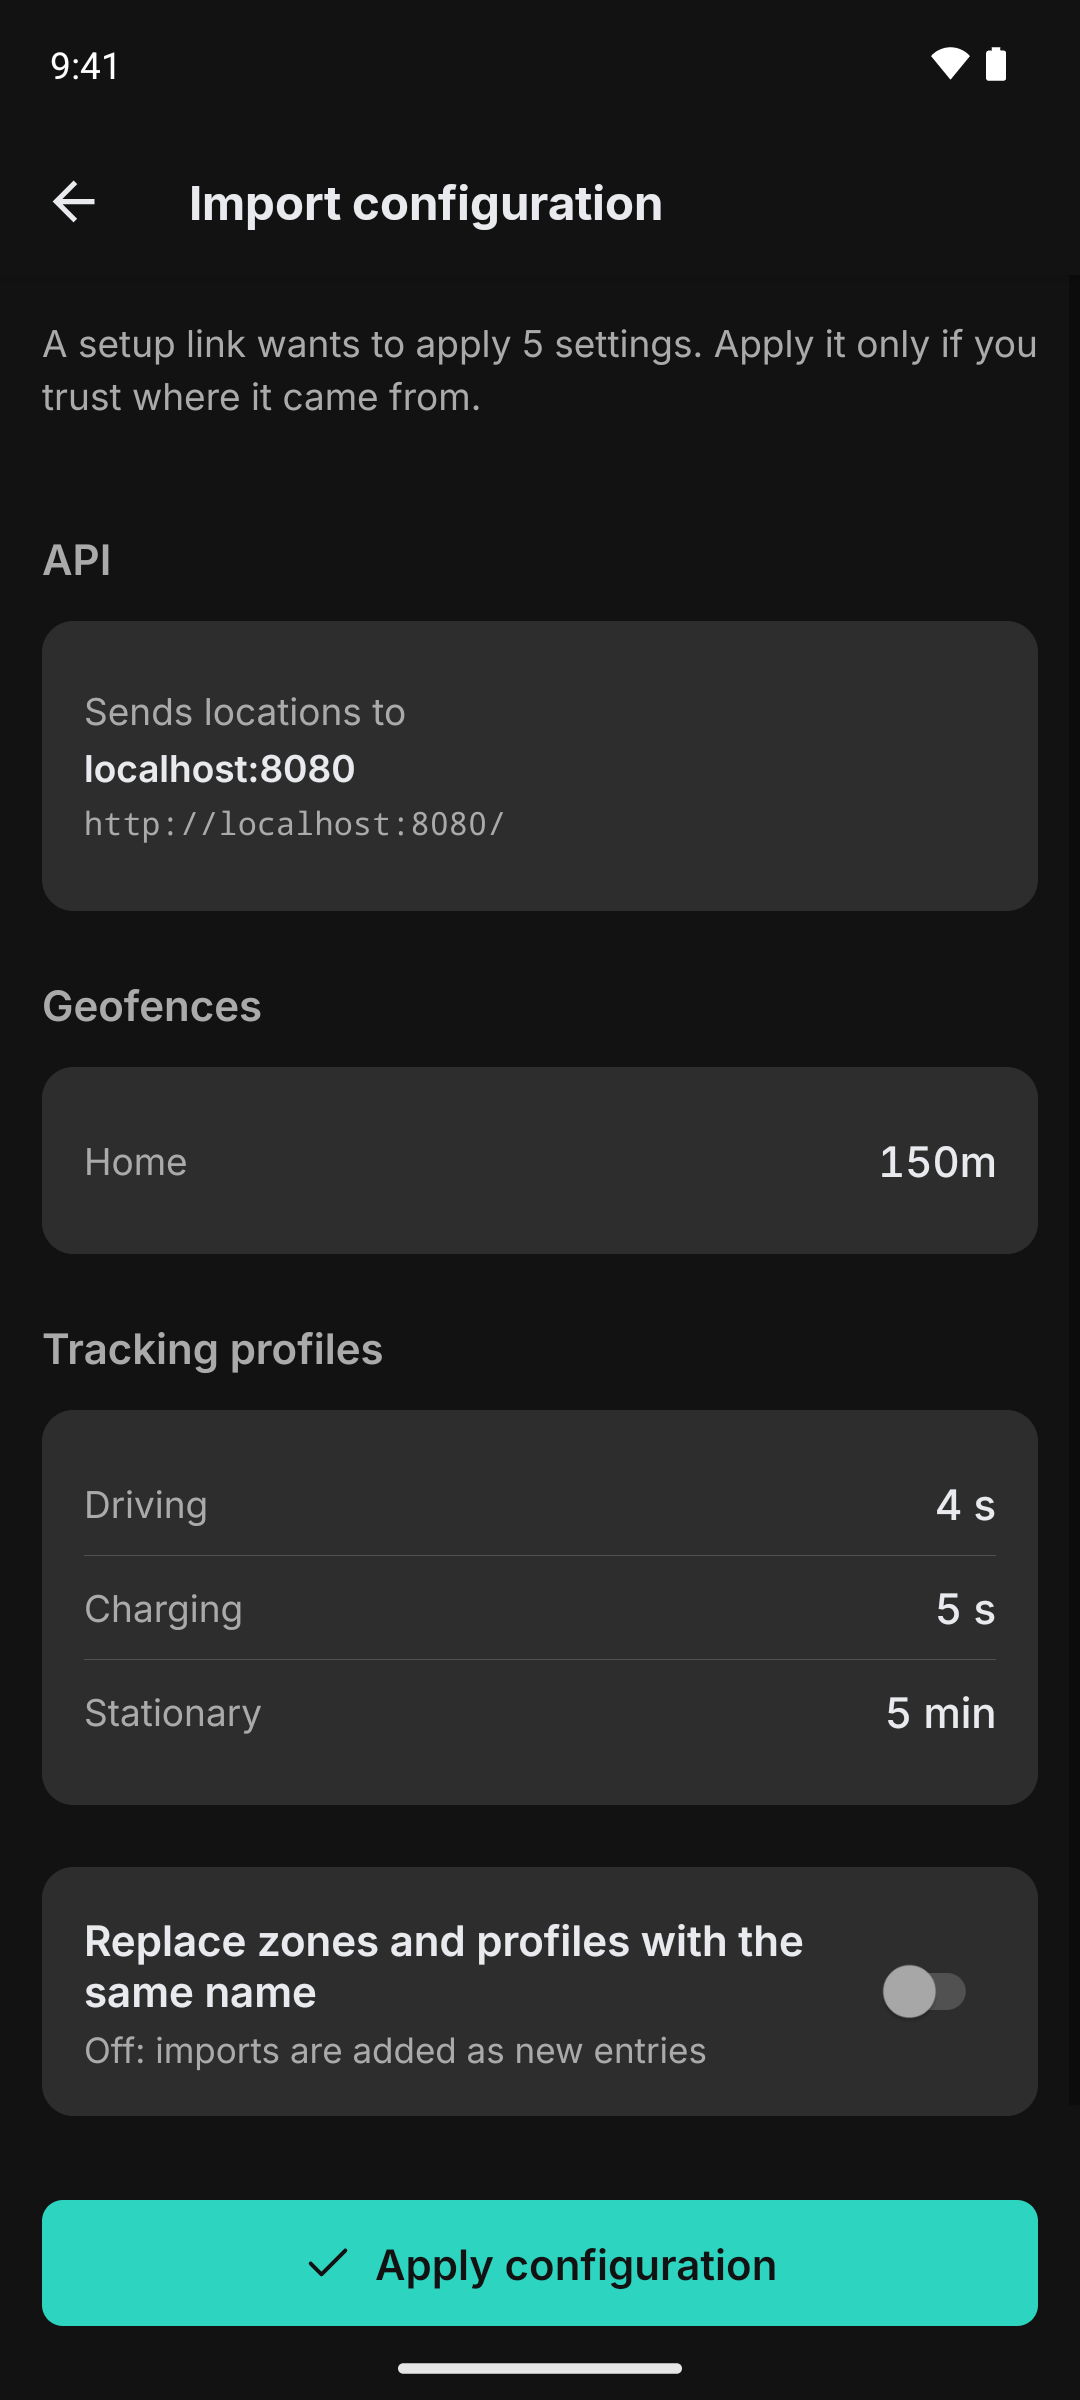 9:41
Import configuration
A setup link wants to apply 5 settings. Apply it only if you
trust where it came from.
API
Sends locations to
localhost:8080
http://localhost:8080/
Geofences
Home 150m
Tracking profiles
Driving 4 s
Charging 5 s
Stationary 5 min
Replace zones and profiles with the
same name
Off: imports are added as new entries
Apply configuration